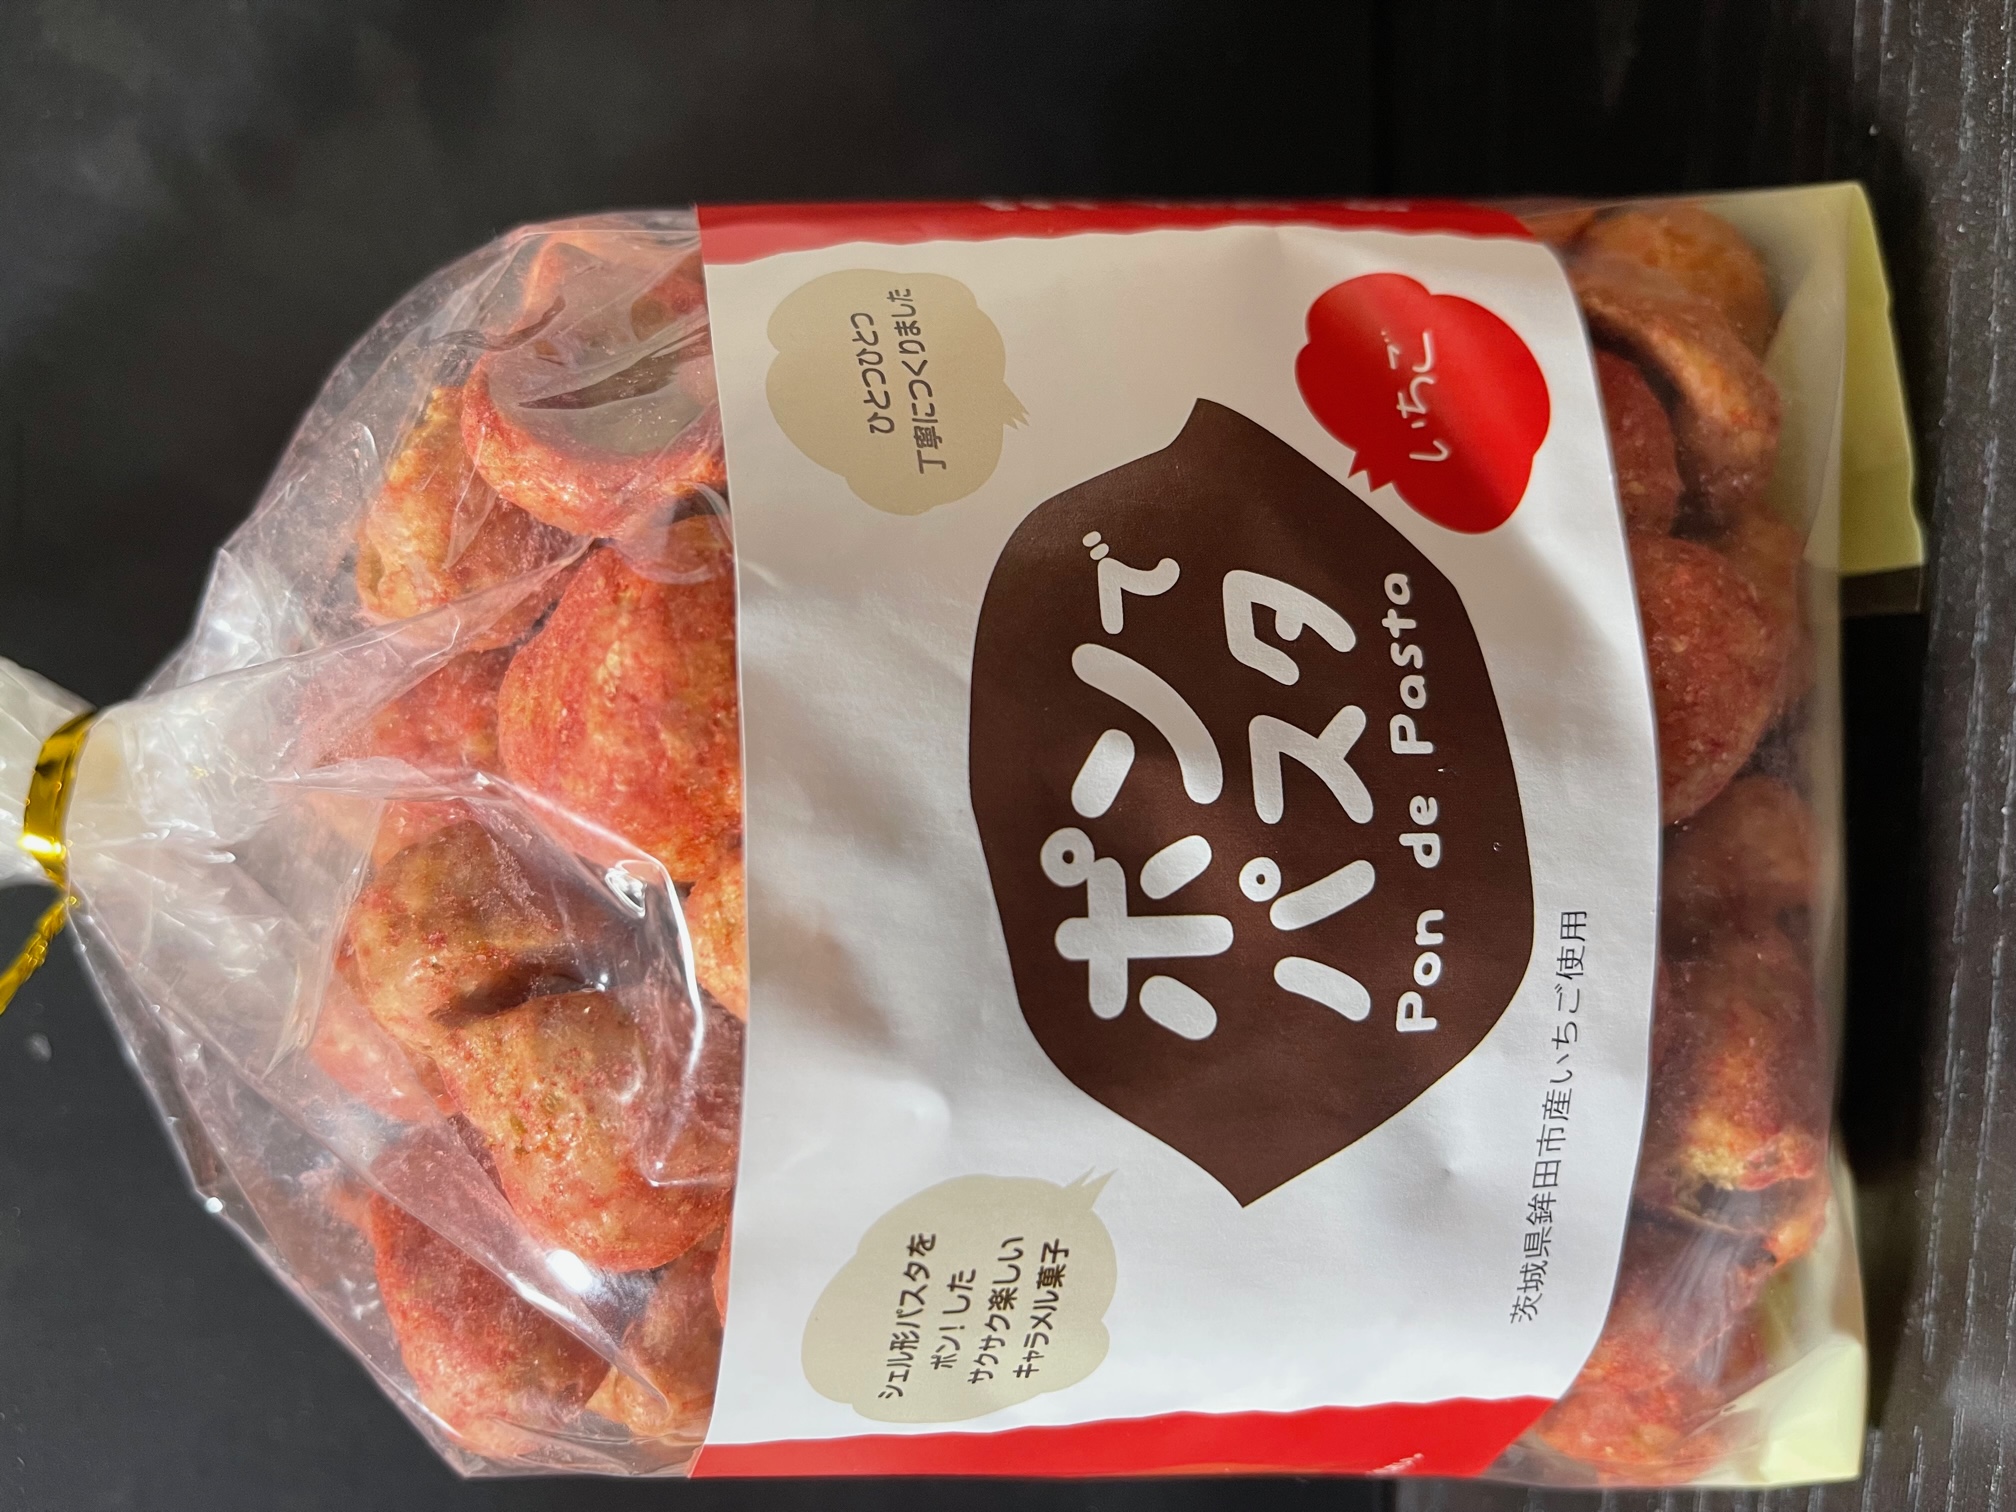 シェル形パスタを
ポン！した
サクサク楽しい
キャラメル菓子
ひとつひとつ
丁寧につくりました
ポンで
パスタ
Pon de Pasta
いちご
茨城県鉾田市産いちご使用